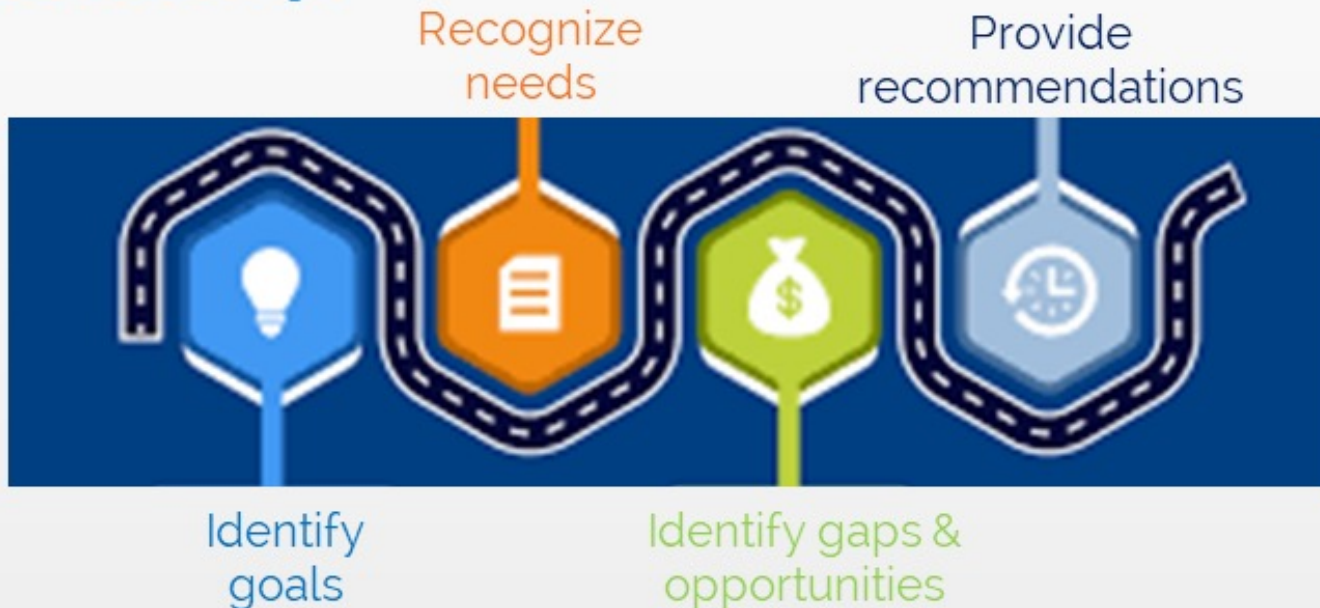 Recognize
needs
Provide
recommendations
$
Identify
goals
Identify gaps &
opportunities